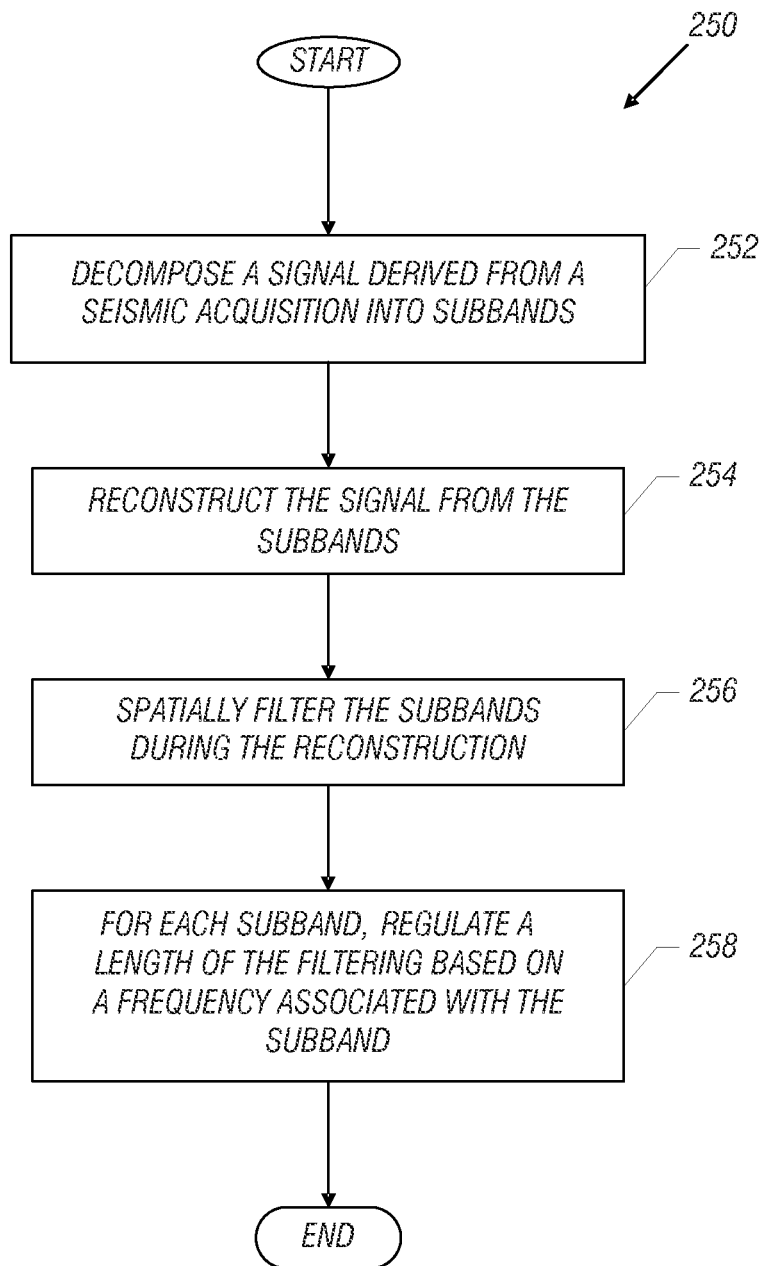 250
START
252
DECOMPOSE A SIGNAL DERIVED FROM A
SEISMIC ACQUISITION INTO SUBBANDS
254
RECONSTRUCT THE SIGNAL FROM THE
SUBBANDS
256
SPATIALLY FILTER THE SUBBANDS
DURING THE RECONSTRUCTION
258
FOR EACH SUBBAND, REGULATE A
LENGTH OF THE FILTERING BASED ON
A FREQUENCY ASSOCIATED WITH THE
SUBBAND
END